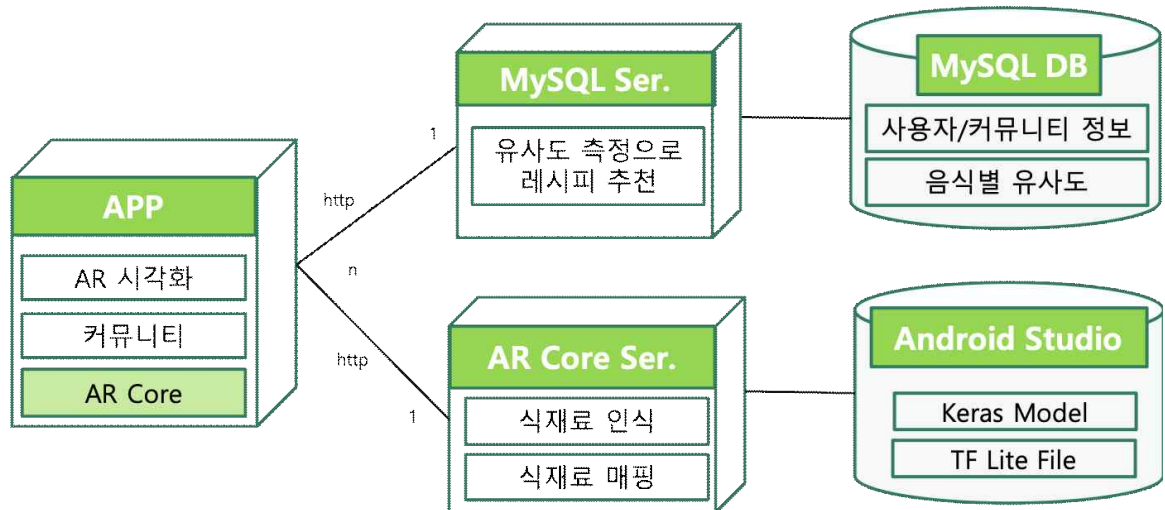 APP
AR 시각화
커뮤니티
AR Core
http
1
n
http
1
MySQL Ser.
유사도 측정으로
레시피 추천
MySQL DB
사용자/커뮤니티 정보
음식별 유사도
AR Core Ser.
식재료 인식
식재료 매핑
Android Studio
Keras Model
TF Lite File